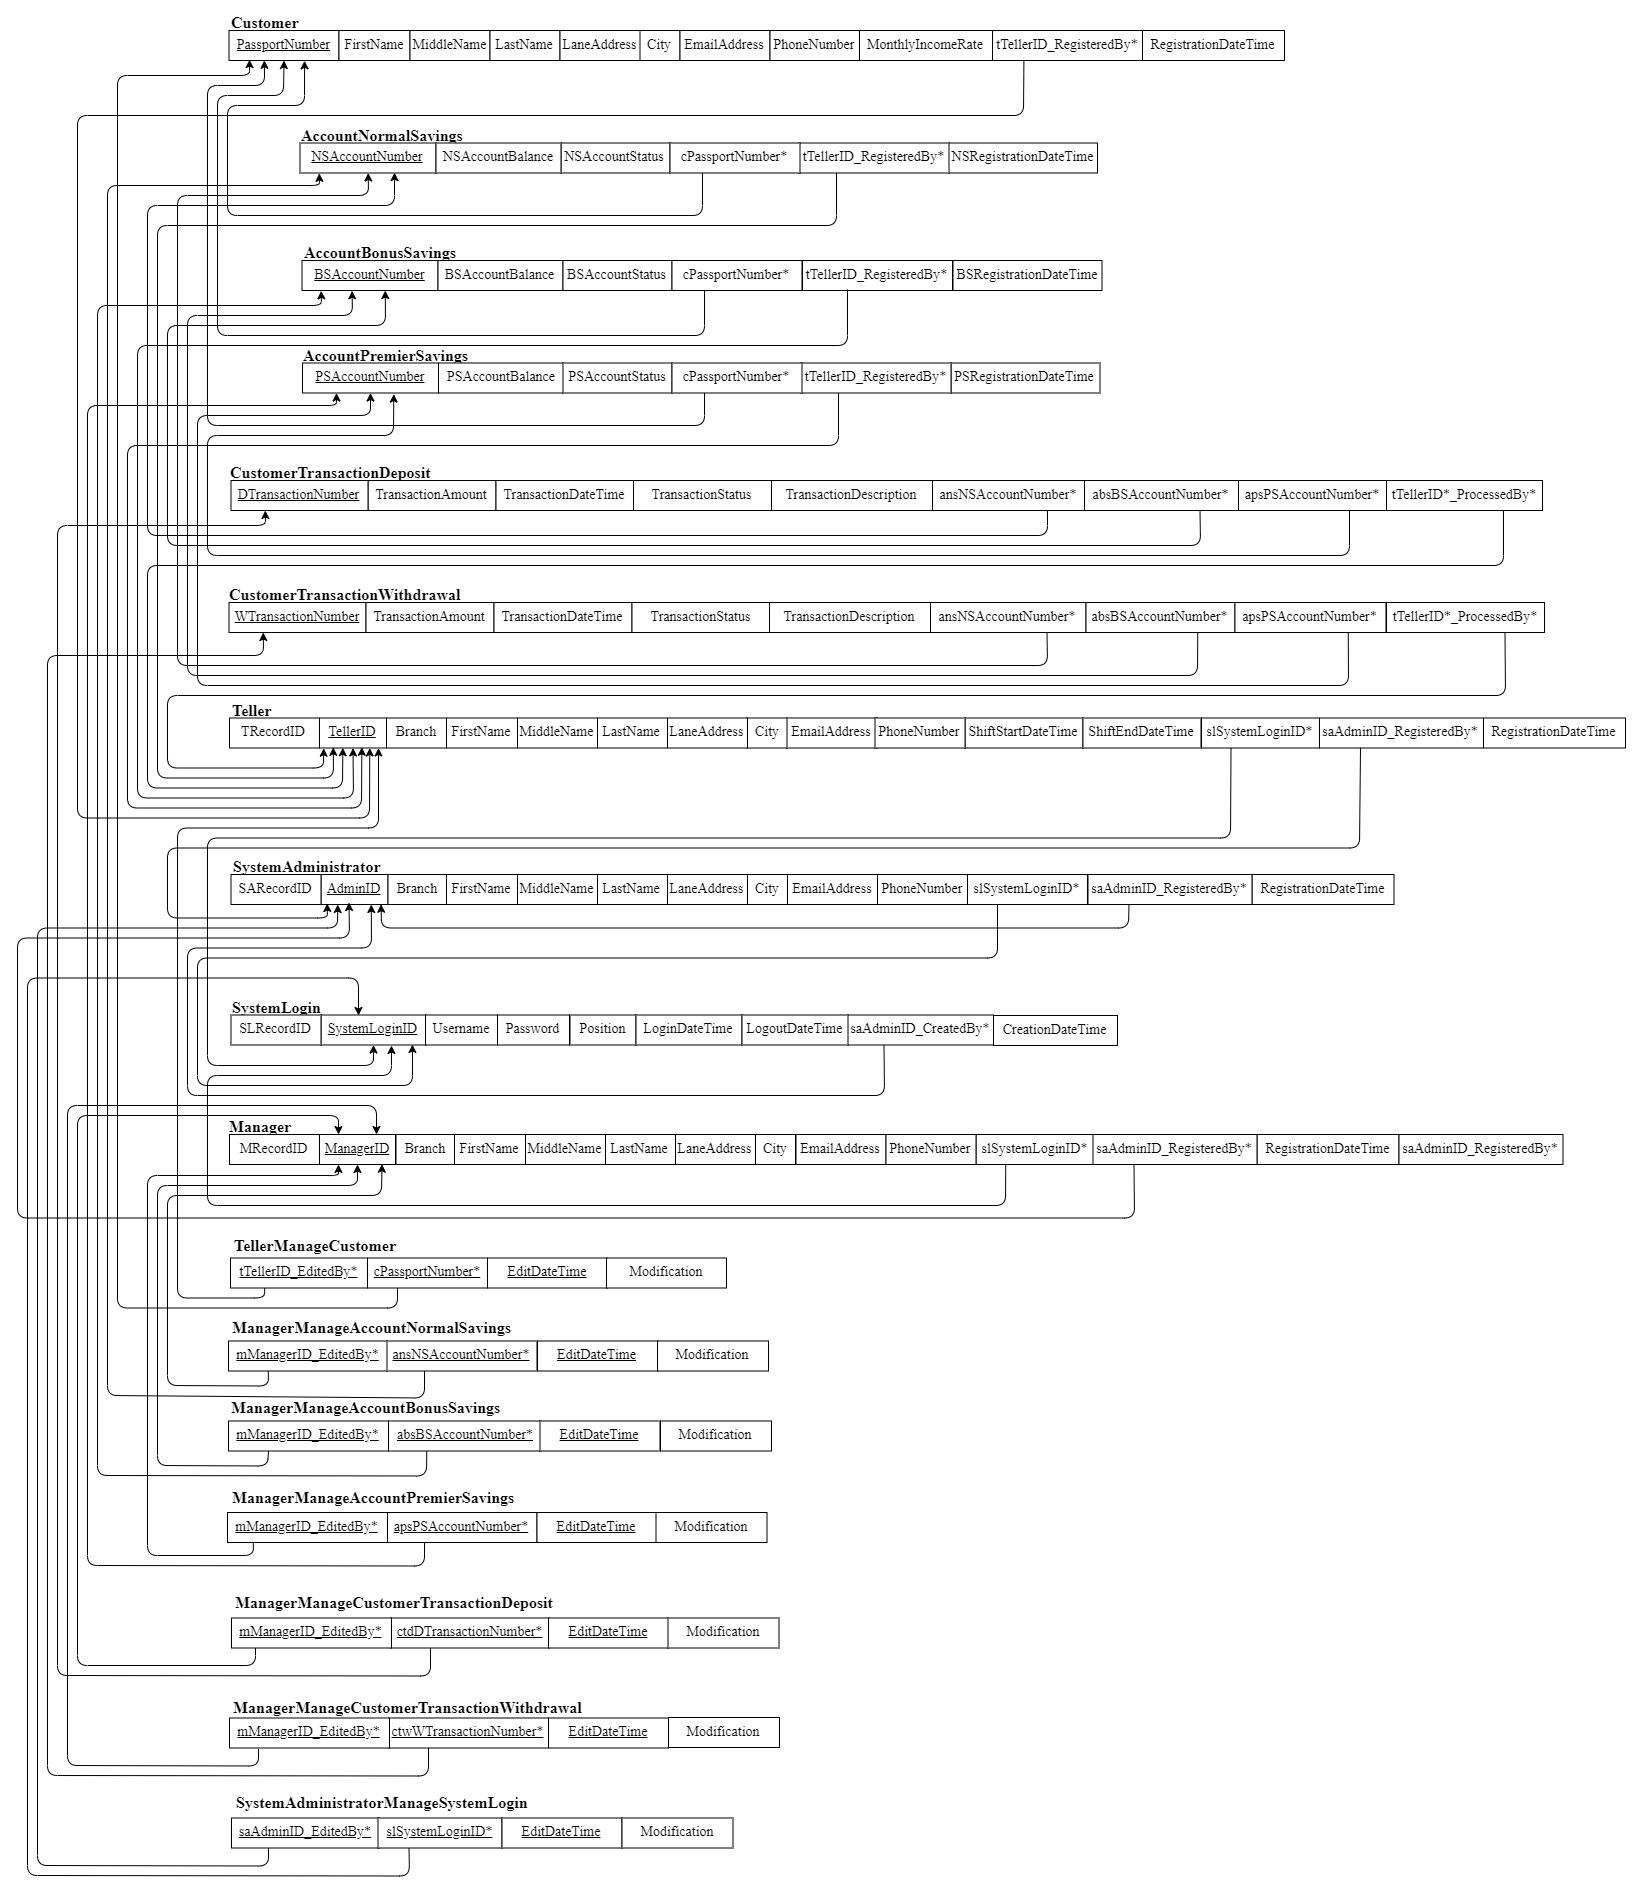 Customer
PassportNumber FirstName MiddleName LastName LaneAddress City EmailAddress PhoneNumber MonthlyIncomeRate tTellerID_RegisteredBy* RegistrationDateTime
AccountNormalSavings
NSAccountNumber NSAccountBalance NSAccountStatus cPassportNumber* tTellerID_RegisteredBy* NSRegistrationDateTime
AccountBonusSavings
BSAccountNumber BSAccountBalance BSAccountStatus cPassportNumber* tTellerID_RegisteredBy* BSRegistrationDateTime
AccountPremierSavings
PSAccountNumber PSAccountBalance PSAccountStatus cPassportNumber* tTellerID_RegisteredBy* PSRegistrationDateTime
CustomerTransactionDeposit
DTransactionNumber TransactionAmount TransactionDateTime TransactionStatus TransactionDescription ansNSAccountNumber* absBSAccountNumber* apsPSAccountNumber* tTellerID*_ProcessedBy*
CustomerTransactionWithdrawal
WTransactionNumber TransactionAmount TransactionDateTime TransactionStatus TransactionDescription ansNSAccountNumber* absBSAccountNumber* apsPSAccountNumber* tTellerID*_ProcessedBy*
Teller
TRecordID TellerID Branch FirstName MiddleName LastName LaneAddress City EmailAddress PhoneNumber ShiftStartDateTime ShiftEndDateTime slSystemLoginID* saAdminID_RegisteredBy* RegistrationDateTime
SystemAdministrator
SARecordID AdminID Branch FirstName MiddleName LastName LaneAddress City EmailAddress PhoneNumber slSystemLoginID* saAdminID_RegisteredBy* RegistrationDateTime
SystemLogin
SLRecordID SystemLoginID Username Password Position LoginDateTime LogoutDateTime saAdminID_CreatedBy* CreationDateTime
Manager
MRecordID ManagerID Branch FirstName MiddleName LastName LaneAddress City EmailAddress PhoneNumber slSystemLoginID* saAdminID_RegisteredBy* RegistrationDateTime saAdminID_RegisteredBy*
TellerManageCustomer
tTellerID_EditedBy* cPassportNumber* EditDateTime Modification
ManagerManageAccountNormalSavings
mManagerID_EditedBy* ansNSAccountNumber* EditDateTime Modification
ManagerManageAccountBonusSavings
mManagerID_EditedBy* absBSAccountNumber* EditDateTime Modification
ManagerManageAccountPremierSavings
mManagerID_EditedBy* apsPSAccountNumber* EditDateTime Modification
ManagerManageCustomerTransactionDeposit
mManagerID_EditedBy* ctdDTransactionNumber* EditDateTime Modification
ManagerManageCustomerTransactionWithdrawal
mManagerID_EditedBy* ctwWTransactionNumber* EditDateTime Modification
SystemAdministratorManageSystemLogin
saAdminID_EditedBy* slSystemLoginID* EditDateTime Modification